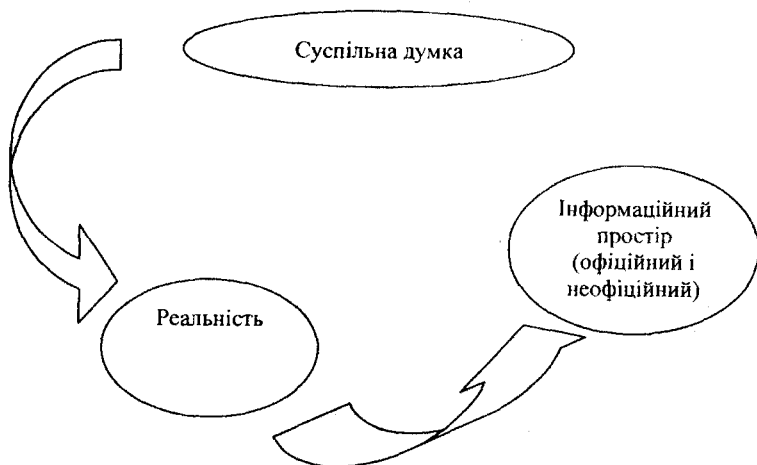 Суспільна думка
Інформаційний
простір
(офіційний і
неофіційний)
Реальність